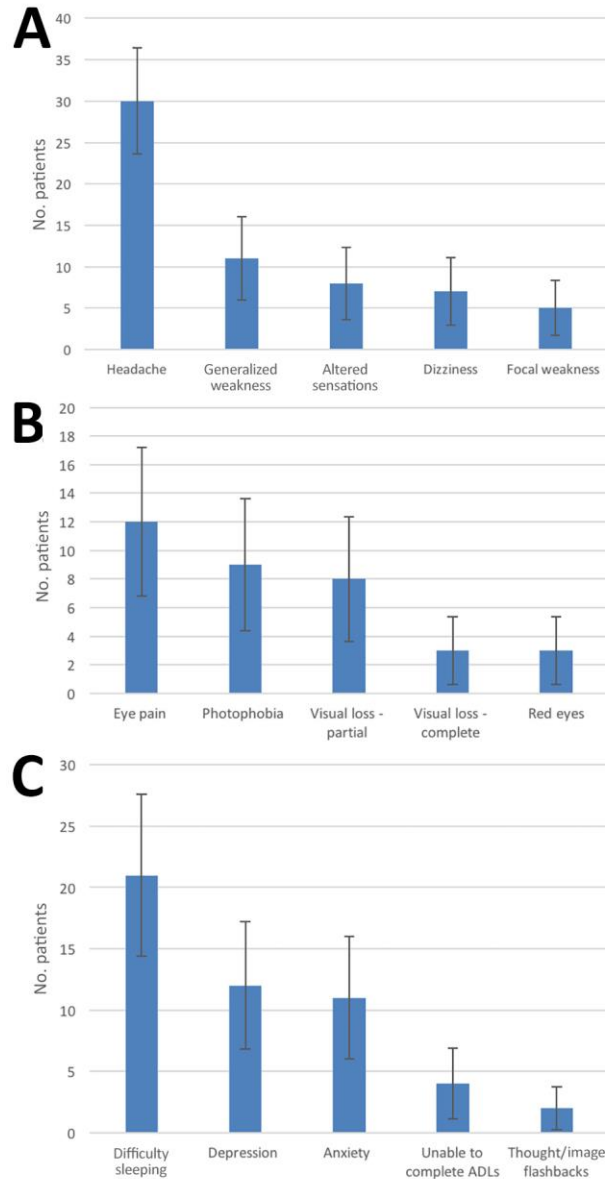 A
No. patients
40
35
30
25
20
15
10
5
0
Headache
Generalized
weakness
Altered
sensations
Dizziness
Focal weakness
B
No. patients
20
18
16
14
12
10
8
6
4
2
0
Eye pain
Photophobia
Visual loss -
partial
Visual loss -
complete
Red eyes
C
No. patients
30
25
20
15
10
5
0
Difficulty
sleeping
Depression
Anxiety
Unable to
complete ADLs
Thought/image
flashbacks